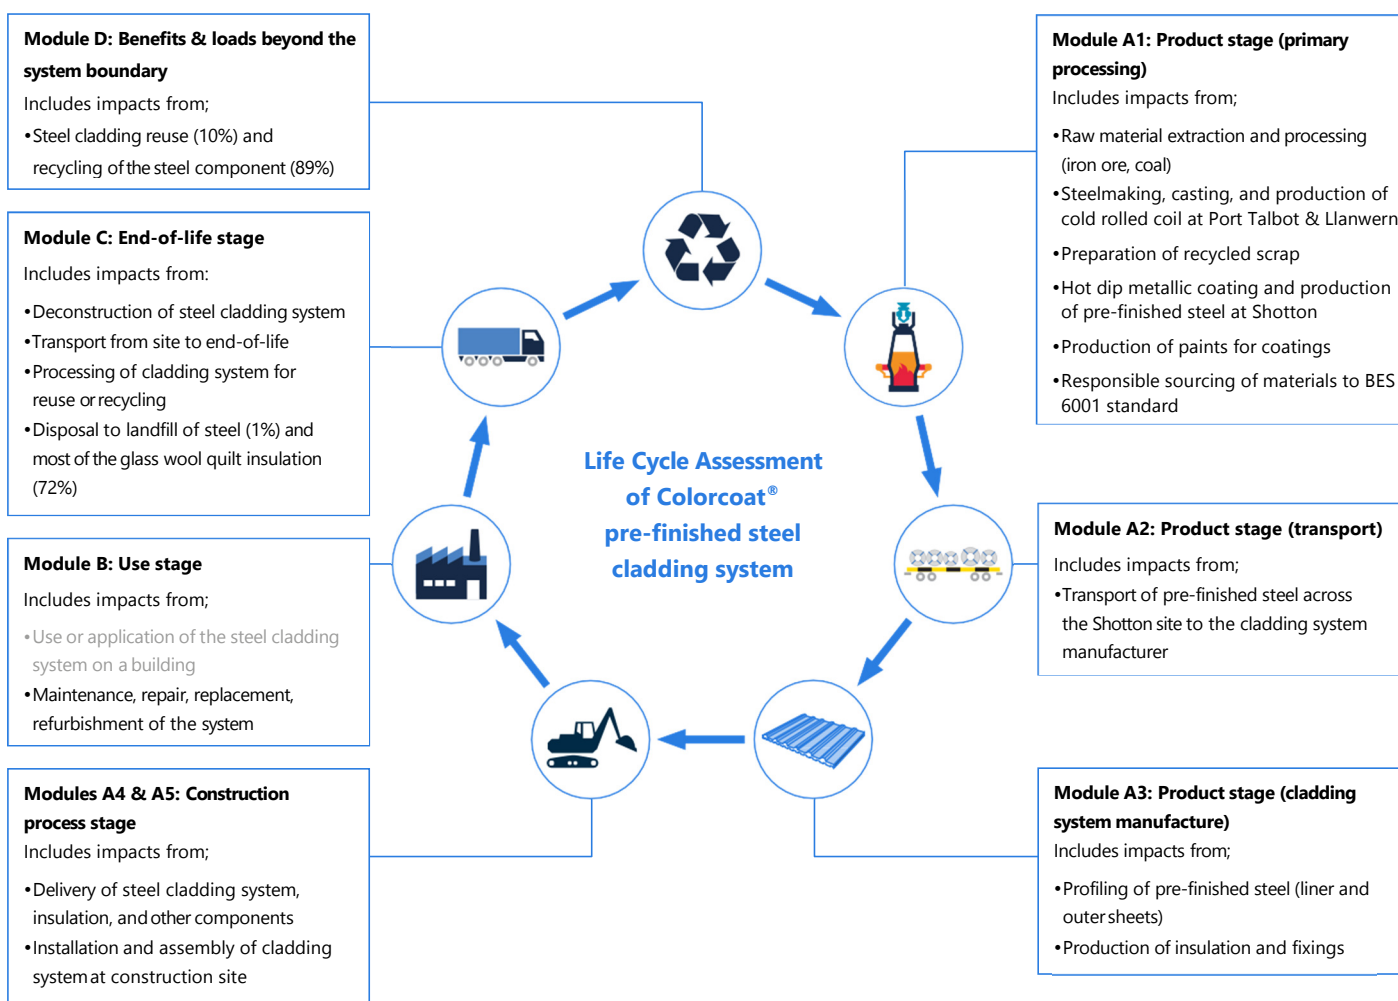 Module D: Benefits & loads beyond the
system boundary
Includes impacts from;
•Steel cladding reuse (10%) and
recycling of the steel component (89%)
Module C: End-of-life stage
Includes impacts from:
•Deconstruction of steel cladding system
•Transport from site to end-of-life
•Processing of cladding system for
reuse or recycling
•Disposal to landfill of steel (1%) and
most of the glass wool quilt insulation
(72%)
Module B: Use stage
Includes impacts from;
•Use or application of the steel cladding
system on a building
•Maintenance, repair, replacement,
refurbishment of the system
Modules A4 & A5: Construction
process stage
Includes impacts from;
•Delivery of steel cladding system,
insulation, and other components
•Installation and assembly of cladding
system at construction site
Life Cycle Assessment
of Colorcoat®
pre-finished steel
cladding system
Module A1: Product stage (primary
processing)
Includes impacts from;
•Raw material extraction and processing
(iron ore, coal)
•Steelmaking, casting, and production of
cold rolled coil at Port Talbot & Llanwern
•Preparation of recycled scrap
•Hot dip metallic coating and production
of pre-finished steel at Shotton
•Production of paints for coatings
•Responsible sourcing of materials to BES
6001 standard
Module A2: Product stage (transport)
Includes impacts from;
•Transport of pre-finished steel across
the Shotton site to the cladding system
manufacturer
Module A3: Product stage (cladding
system manufacture)
Includes impacts from;
•Profiling of pre-finished steel (liner and
outer sheets)
•Production of insulation and fixings